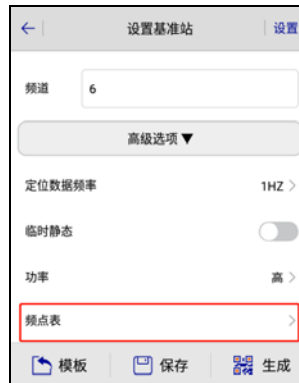 设置基准站 设置
频道 6
高级选项▼
定位数据频率 1HZ
临时静态
功率 高
频点表
模板 保存 生成